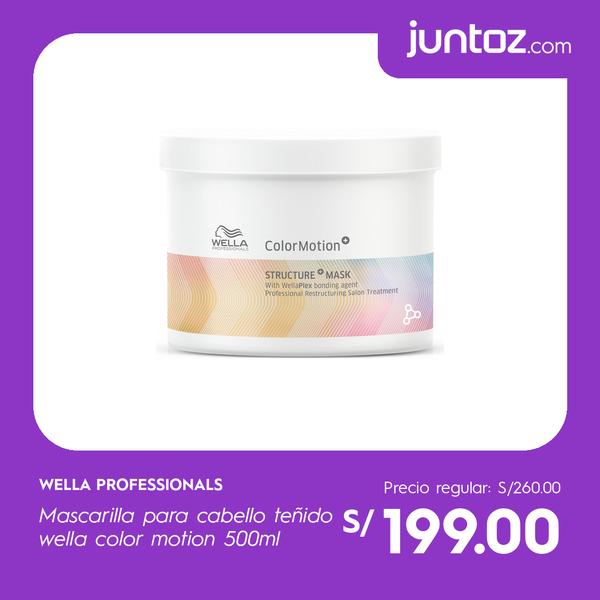 juntoz.com
WELLA
PROFESSIONALS
ColorMotion+
STRUCTURE+ MASK
With WellaPlex bonding agent
Professional Restructuring Salon Treatment
WELLA PROFESSIONALS
Precio regular: S/260.00
Mascarilla para cabello teñido
wella color motion 500ml
S/199.00